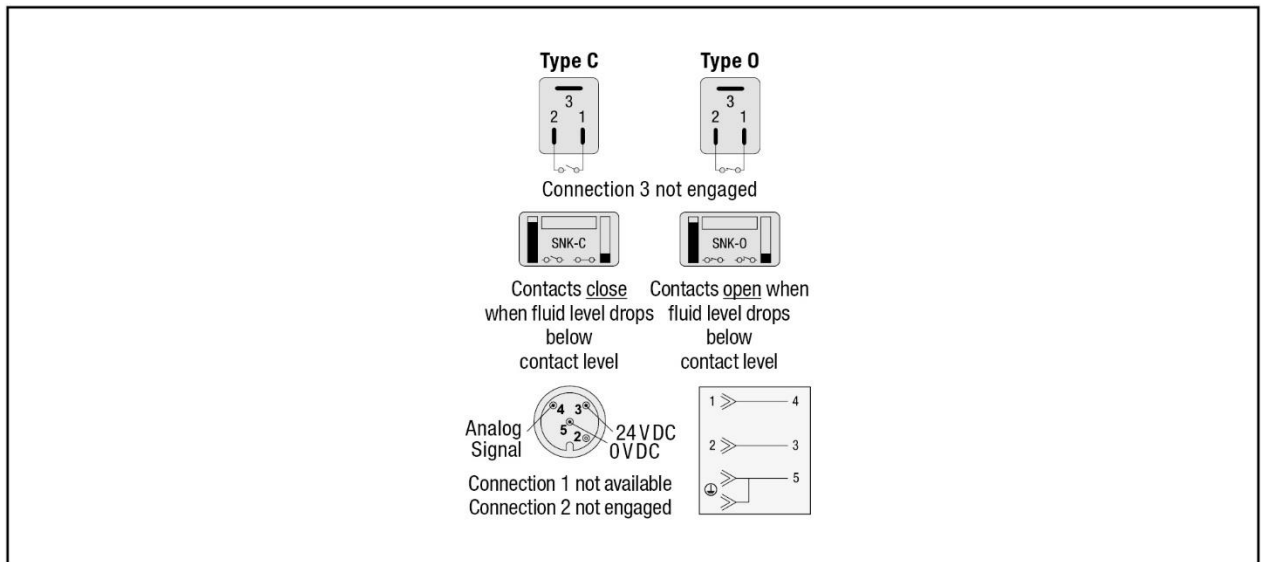 Type C
3
2 1
Type O
3
2 1
Connection 3 not engaged
SNK-C
SNK-O
Contacts close
when fluid level drops
below
contact level
Contacts open when
fluid level drops
below
contact level
4 3
5 2
Analog
Signal
24 V DC
0 V DC
Connection 1 not available
Connection 2 not engaged
1 4
2 3
5